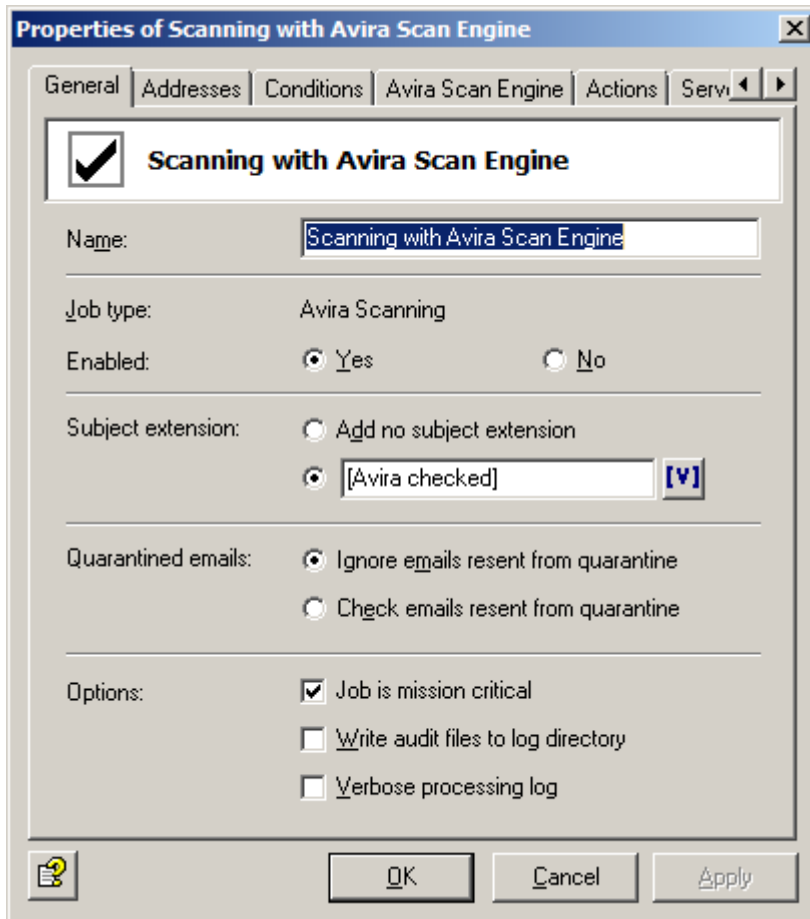 Properties of Scanning with Avira Scan Engine
General Addresses Conditions Avira Scan Engine Actions Serv
Scanning with Avira Scan Engine
Name: Scanning with Avira Scan Engine
Job type: Avira Scanning
Enabled: Yes No
Subject extension: Add no subject extension
[Avira checked] [V]
Quarantined emails: Ignore emails resent from quarantine
Check emails resent from quarantine
Options: Job is mission critical
Write audit files to log directory
Verbose processing log
OK Cancel Apply